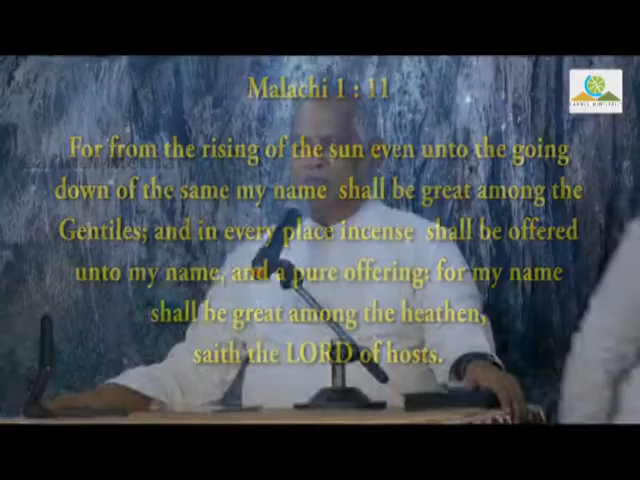 Malachi 1 : 11
CARMEL MINISTRIES
For from the rising of the sun even unto the going
down of the same my name shall be great among the
Gentiles; and in every place incense shall be offered
unto my name, and a pure offering: for my name
shall be great among the heathen,
saith the LORD of hosts.